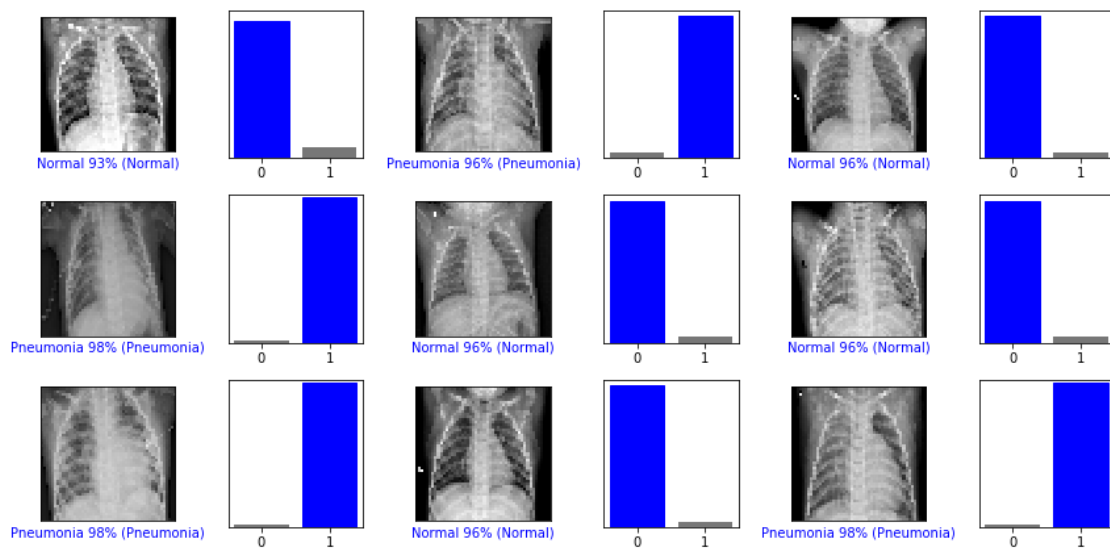 0 1 0 1 0 1
Normal 93% (Normal) Pneumonia 96% (Pneumonia) Normal 96% (Normal)
0 1 0 1 0 1
Pneumonia 98% (Pneumonia) Normal 96% (Normal) Normal 96% (Normal)
0 1 0 1 0 1
Pneumonia 98% (Pneumonia) Normal 96% (Normal) Pneumonia 98% (Pneumonia)